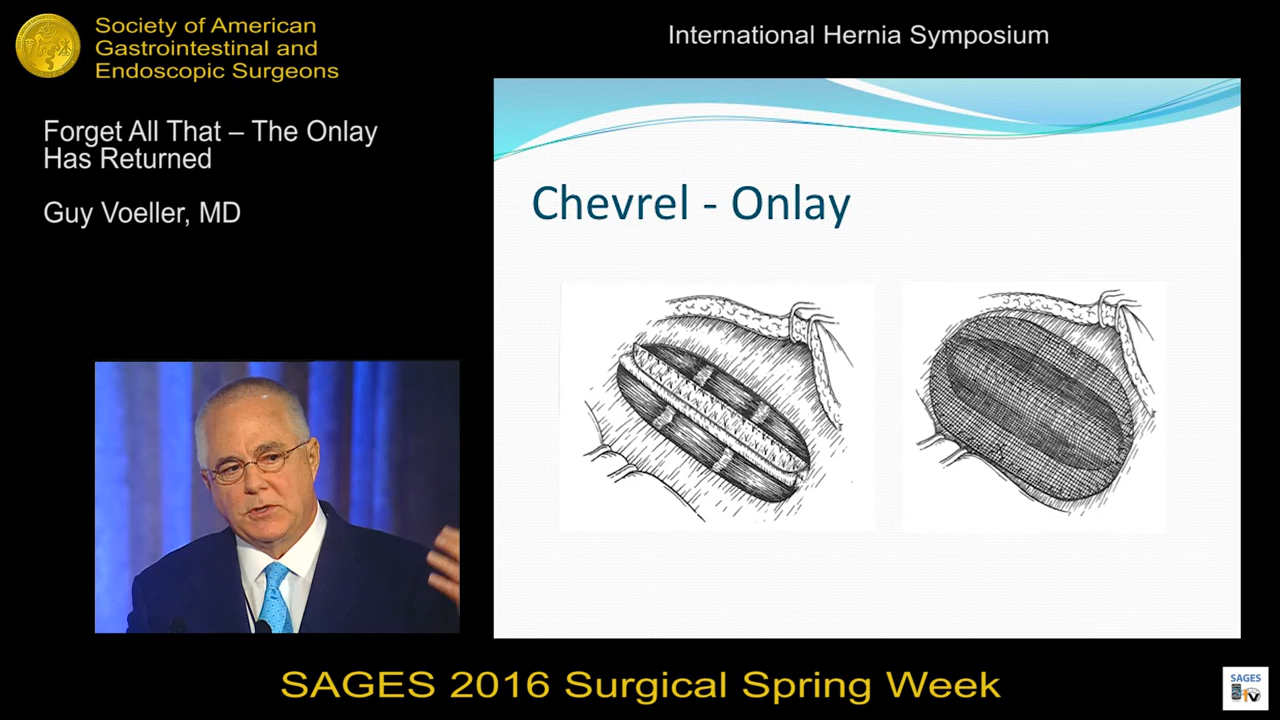 Society of American
Gastrointestinal and
Endoscopic Surgeons
International Hernia Symposium
Forget All That – The Onlay
Has Returned
Guy Voeller, MD
Chevrel - Onlay
SAGES 2016 Surgical Spring Week
SAGES
TV